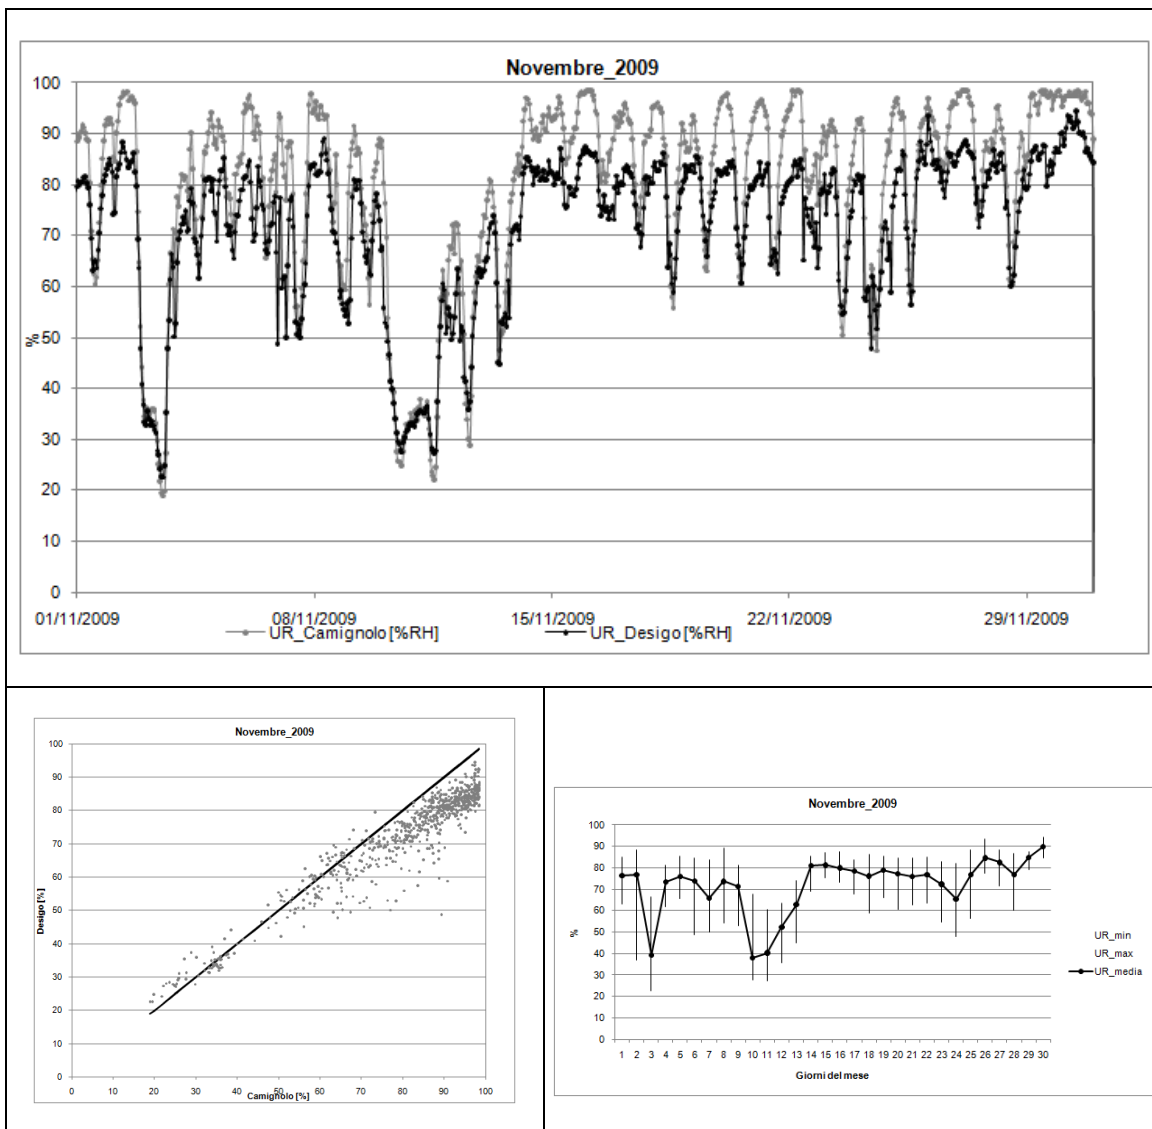 Novembre_2009
100
90
80
70
60
50
40
30
20
10
0
%
01/11/2009 08/11/2009 15/11/2009 22/11/2009 29/11/2009
UR_Camignolo [%RH] UR_Desigo [%RH]
Novembre_2009
100
90
80
70
60
50
40
30
20
10
0
Desigo [%]
0 10 20 30 40 50 60 70 80 90 100
Camignolo [%]
Novembre_2009
100
90
80
70
60
50
40
30
20
10
0
%
1 2 3 4 5 6 7 8 9 10 11 12 13 14 15 16 17 18 19 20 21 22 23 24 25 26 27 28 29 30
Giorni del mese
UR_min
UR_max
UR_media